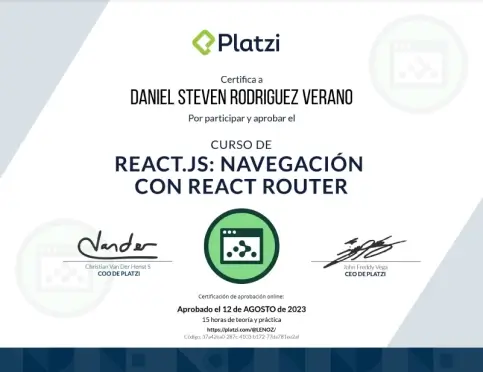 Platzi
Certifica a
DANIEL STEVEN RODRIGUEZ VERANO
Por participar y aprobar el
CURSO DE
REACT.JS: NAVEGACIÓN
CON REACT ROUTER
Christian Van Der Henst S
COO DE PLATZI
John Freddy Vega
CEO DE PLATZI
Certificación de aprobación online:
Aprobado el 12 de AGOSTO de 2023
15 horas de teoría y práctica
https://platzi.com/@LENOZ/
Código: